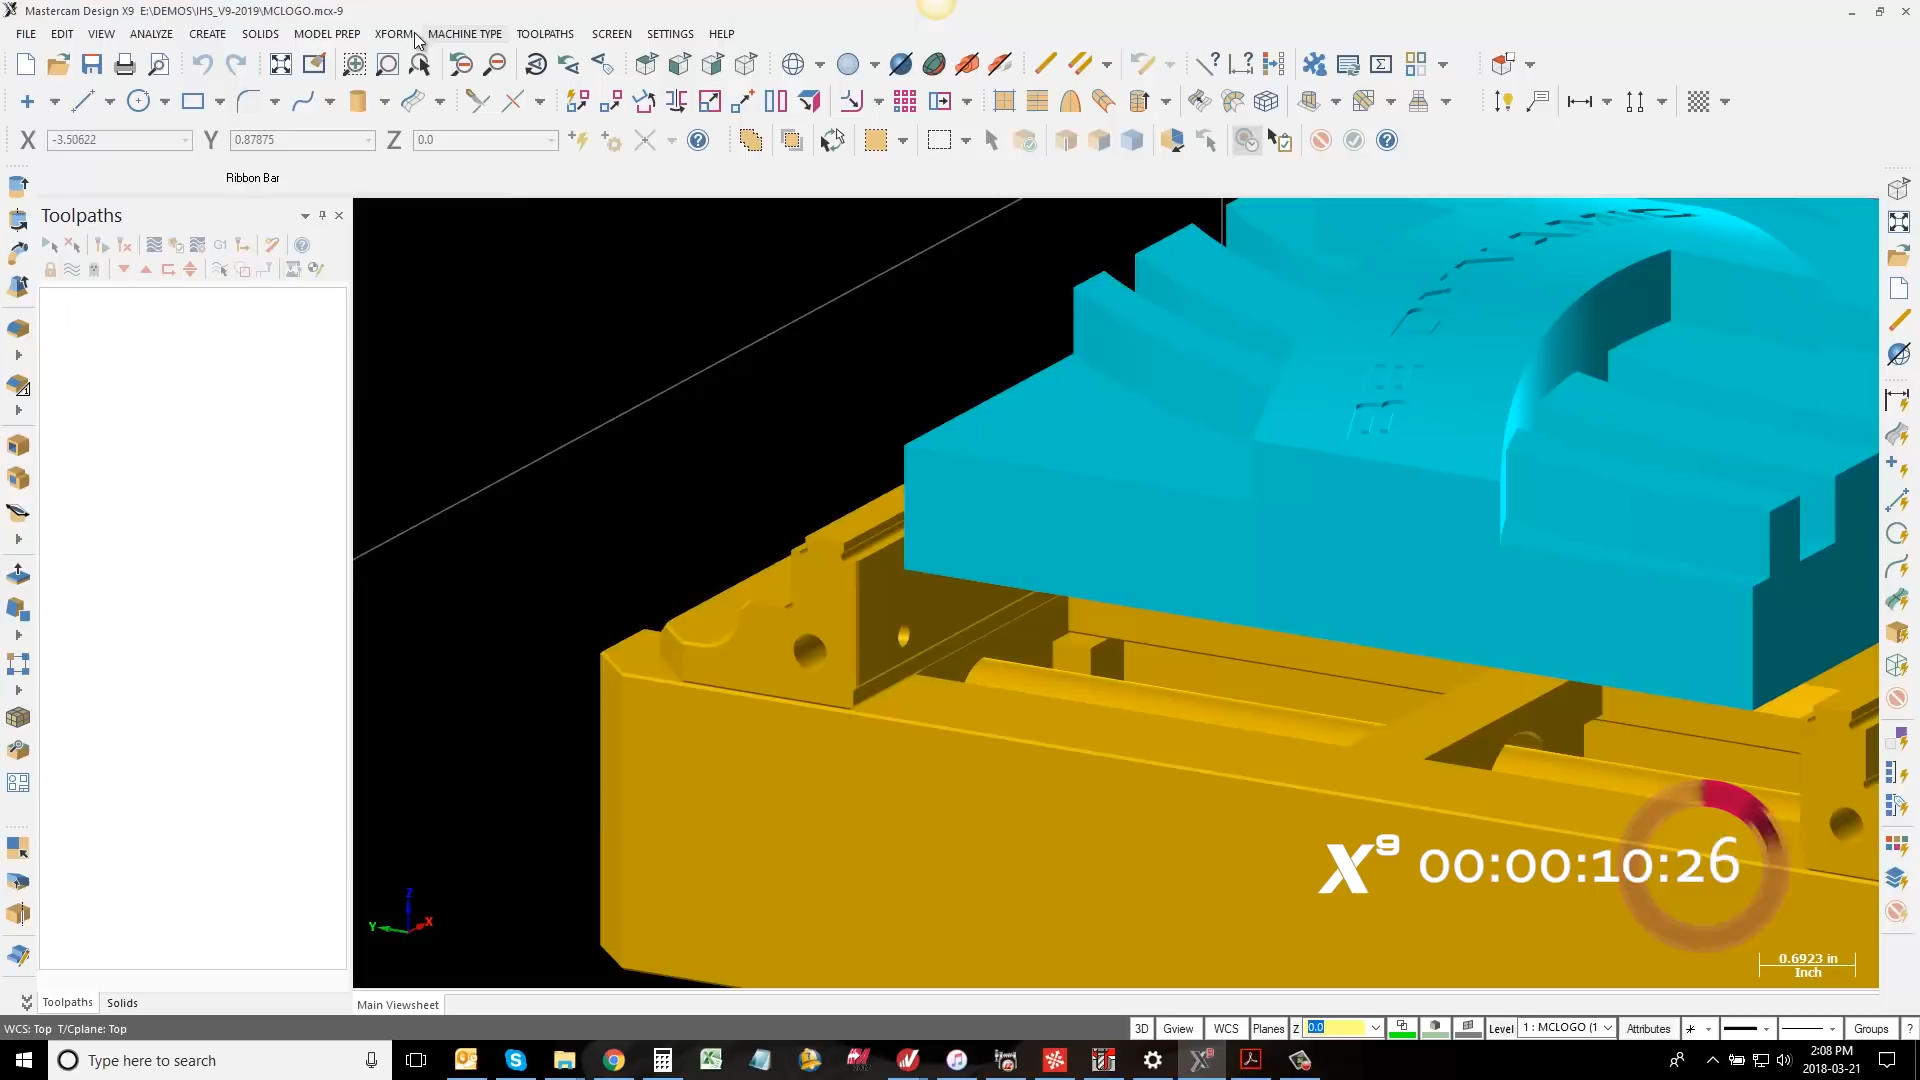 Mastercam Design X9  E:\DEMOS\IHS_V9-2019\MCLOGO.mcx-9
FILE EDIT VIEW ANALYZE CREATE SOLIDS MODEL PREP XFORM MACHINE TYPE TOOLPATHS SCREEN SETTINGS HELP
X -3.50622 Y 0.87875 Z 0.0
Ribbon Bar
Toolpaths
G1
Z
Y X
X9 00:00:10:26
0.6923 in
Inch
Toolpaths Solids
Main Viewsheet
WCS: Top  T/Cplane: Top
3D Gview WCS Planes Z 0.0 Level 1 : MCLOGO (1 Attributes Groups ?
Type here to search
2:08 PM
2018-03-21